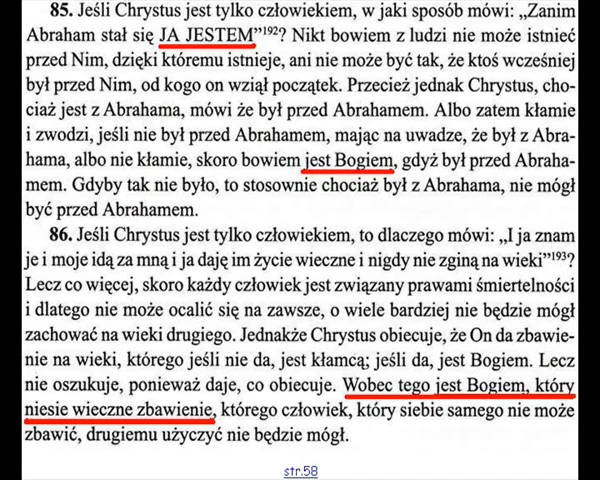 85. Jeśli Chrystus jest tylko człowiekiem, w jaki sposób mówi: „Zanim
Abraham stał się JA JESTEM”¹⁹²? Nikt bowiem z ludzi nie może istnieć
przed Nim, dzięki któremu istnieje, ani nie może być tak, że ktoś wcześniej
był przed Nim, od kogo on wziął początek. Przecież jednak Chrystus, cho-
ciaż jest z Abrahama, mówi że był przed Abrahamem. Albo zatem kłamie
i zwodzi, jeśli nie był przed Abrahamem, mając na uwadze, że był z Abra-
hama, albo nie kłamie, skoro bowiem jest Bogiem, gdyż był przed Abraha-
mem. Gdyby tak nie było, to stosownie chociaż był z Abrahama, nie mógł
być przed Abrahamem.
86. Jeśli Chrystus jest tylko człowiekiem, to dlaczego mówi: „I ja znam
je i moje idą za mną i ja daję im życie wieczne i nigdy nie zginą na wieki”¹⁹³?
Lecz co więcej, skoro każdy człowiek jest związany prawami śmiertelności
i dlatego nie może ocalić się na zawsze, o wiele bardziej nie będzie mógł
zachować na wieki drugiego. Jednakże Chrystus obiecuje, że On da zbawie-
nie na wieki, którego jeśli nie da, jest kłamcą; jeśli da, jest Bogiem. Lecz
nie oszukuje, ponieważ daje, co obiecuje. Wobec tego jest Bogiem, który
niesie wieczne zbawienie, którego człowiek, który siebie samego nie może
zbawić, drugiemu użyczyć nie będzie mógł.
str.58